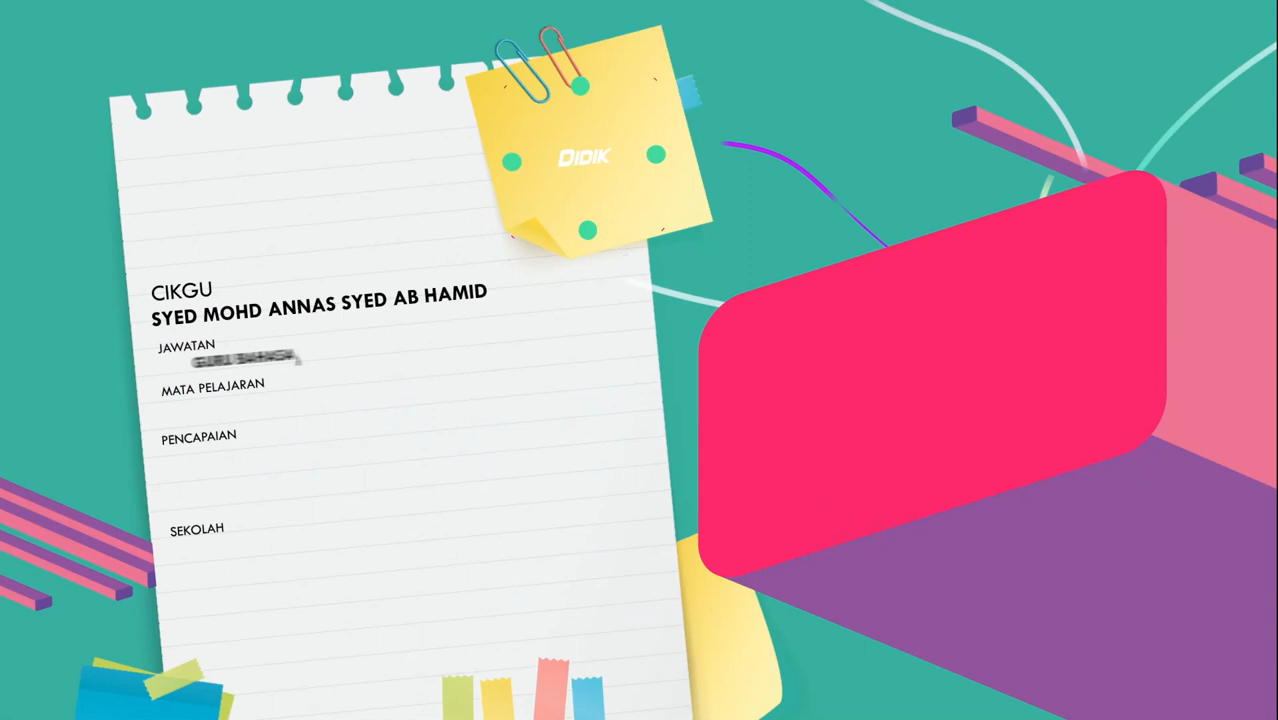 DIDIK
CIKGU
SYED MOHD ANNAS SYED AB HAMID
JAWATAN
MATA PELAJARAN
PENCAPAIAN
SEKOLAH